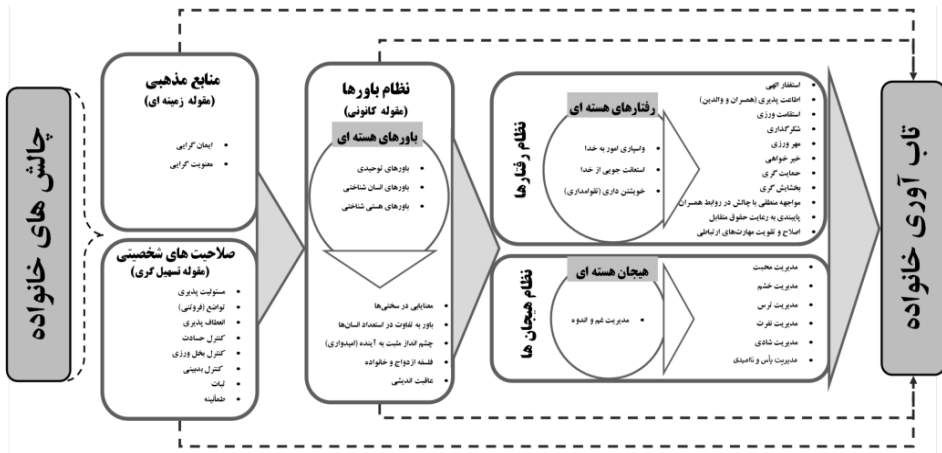 چالش های خانواده
منابع مذهبی
(مقوله زمینه ای)
ایمان گرایی
معنویت گرایی
صلاحیت های شخصیتی
(مقوله تسهیل گری)
مسئولیت پذیری
تواضع (فروتنی)
انعطاف پذیری
کنترل حسادت
کنترل بخل ورزی
کنترل بدبینی
ثبات
طمأنینه
نظام باورها
(مقوله کانونی)
باورهای هسته ای
باورهای توحیدی
باورهای انسان شناختی
باورهای هستی شناختی
معنایابی در سختی‌ها
باور به تفاوت در استعداد انسان‌ها
چشم انداز مثبت به آینده (امیدواری)
فلسفه ازدواج و خانواده
عاقبت اندیشی
نظام رفتارها
رفتارهای هسته ای
واسپاری امور به خدا
استعانت جویی از خدا
خویشتن داری (تقوامداری)
استغفار الهی
اطاعت پذیری (همسران و والدین)
استقامت ورزی
شکرگذاری
مهر ورزی
خیر خواهی
حمایت گری
بخشایش گری
مواجهه منطقی با چالش در روابط همسران
پایبندی به رعایت حقوق متقابل
اصلاح و تقویت مهارت‌های ارتباطی
نظام هیجان ها
هیجان هسته ای
مدیریت غم و اندوه
مدیریت محبت
مدیریت خشم
مدیریت ترس
مدیریت نفرت
مدیریت شادی
مدیریت یأس و ناامیدی
تاب آوری خانواده